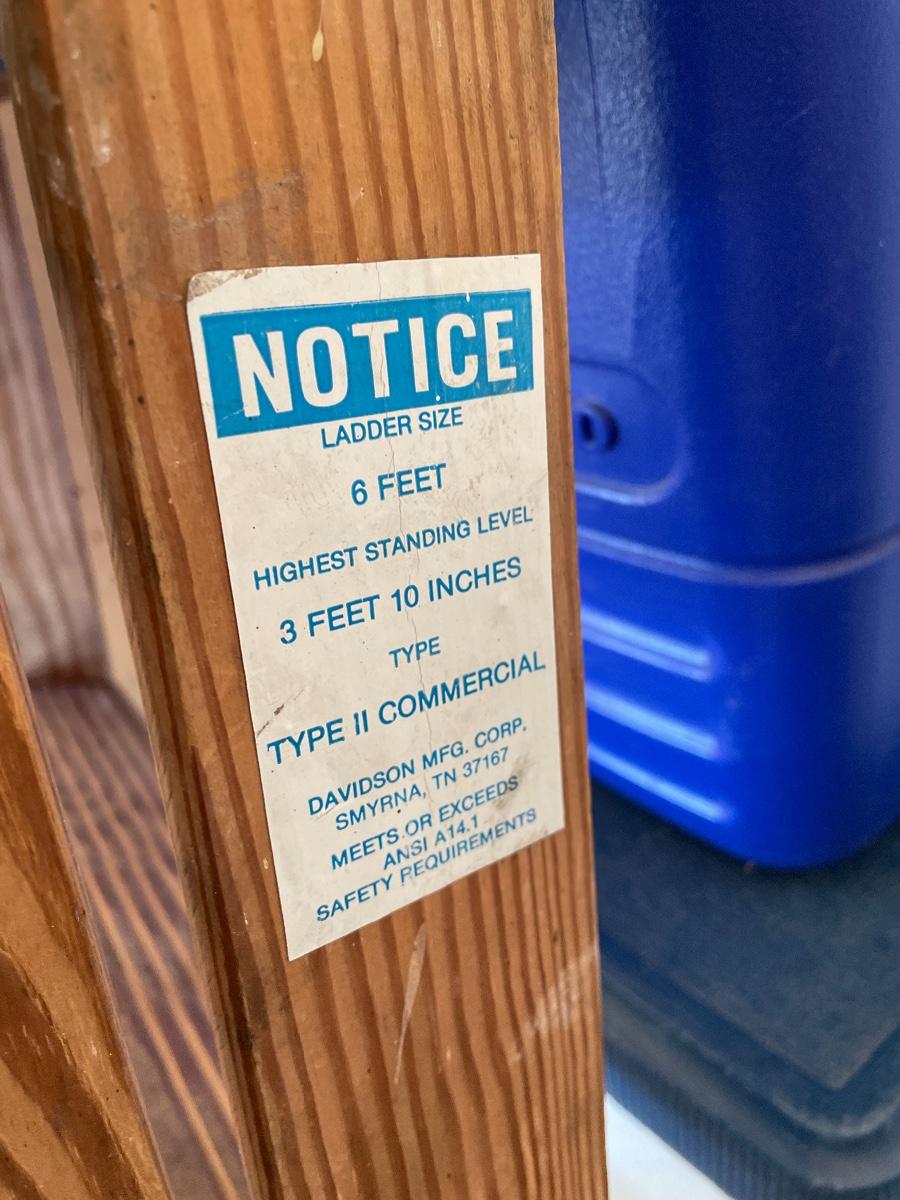 NOTICE
LADDER SIZE
6 FEET
HIGHEST STANDING LEVEL
3 FEET 10 INCHES
TYPE
TYPE II COMMERCIAL
DAVIDSON MFG. CORP.
SMYRNA, TN 37167
MEETS OR EXCEEDS
ANSI A14.1
SAFETY REQUIREMENTS